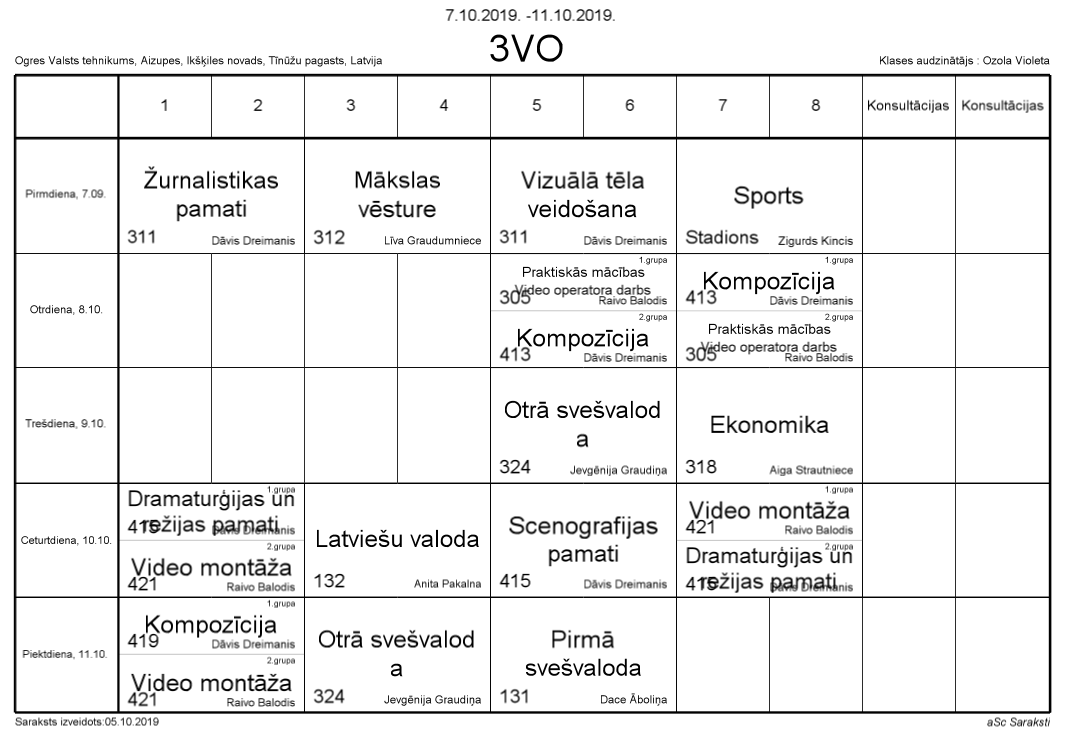 7.10.2019. -11.10.2019.
3VO
Ogres Valsts tehnikums, Aizupes, Ikšķiles novads, Tīnūžu pagasts, Latvija
Klases audzinātājs : Ozola Violeta
1 2 3 4 5 6 7 8 Konsultācijas Konsultācijas
Pirmdiena, 7.09.
Žurnalistikas
pamati
311 Dāvis Dreimanis
Mākslas
vēsture
312 Līva Graudumniece
Vizuālā tēla
veidošana
311 Dāvis Dreimanis
Sports
Stadions Zigurds Kincis
Otrdiena, 8.10.
1.grupa
Praktiskās mācības
Video operatora darbs
305 Raivo Balodis
2.grupa
Kompozīcija
413 Dāvis Dreimanis
1.grupa
Kompozīcija
413 Dāvis Dreimanis
2.grupa
Praktiskās mācības
Video operatora darbs
305 Raivo Balodis
Trešdiena, 9.10.
Otrā svešvalod
a
324 Jevgēnija Graudiņa
Ekonomika
318 Aiga Strautniece
Ceturtdiena, 10.10.
1.grupa
Dramaturģijas un
režijas pamati
415 Dāvis Dreimanis
2.grupa
Video montāža
421 Raivo Balodis
Latviešu valoda
132 Anita Pakalna
Scenografijas
pamati
415 Dāvis Dreimanis
1.grupa
Video montāža
421 Raivo Balodis
2.grupa
Dramaturģijas un
režijas pamati
415 Dāvis Dreimanis
Piektdiena, 11.10.
1.grupa
Kompozīcija
419 Dāvis Dreimanis
2.grupa
Video montāža
421 Raivo Balodis
Otrā svešvalod
a
324 Jevgēnija Graudiņa
Pirmā
svešvaloda
131 Dace Āboliņa
Saraksts izveidots:05.10.2019
aSc Saraksti